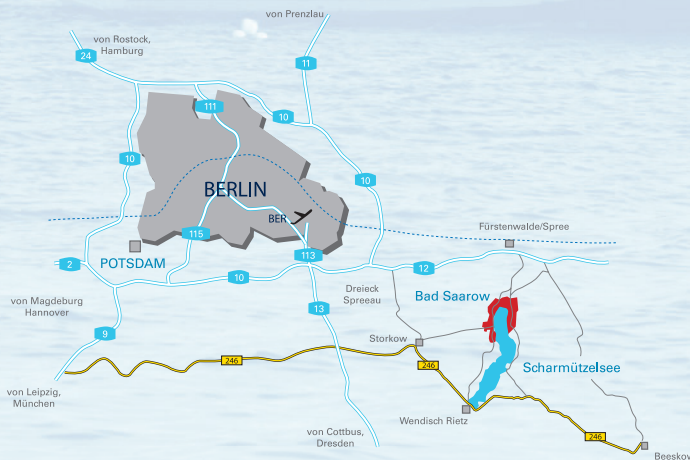 von Prenzlau
von Rostock,
Hamburg
24
11
111
10
10
10
BERLIN
BER
115
113
Fürstenwalde/Spree
POTSDAM
2
10
12
Dreieck
Spreeau
Bad Saarow
von Magdeburg
Hannover
13
9
Storkow
246
246
Scharmützelsee
von Leipzig,
München
Wendisch Rietz
von Cottbus,
Dresden
246
Beeskow